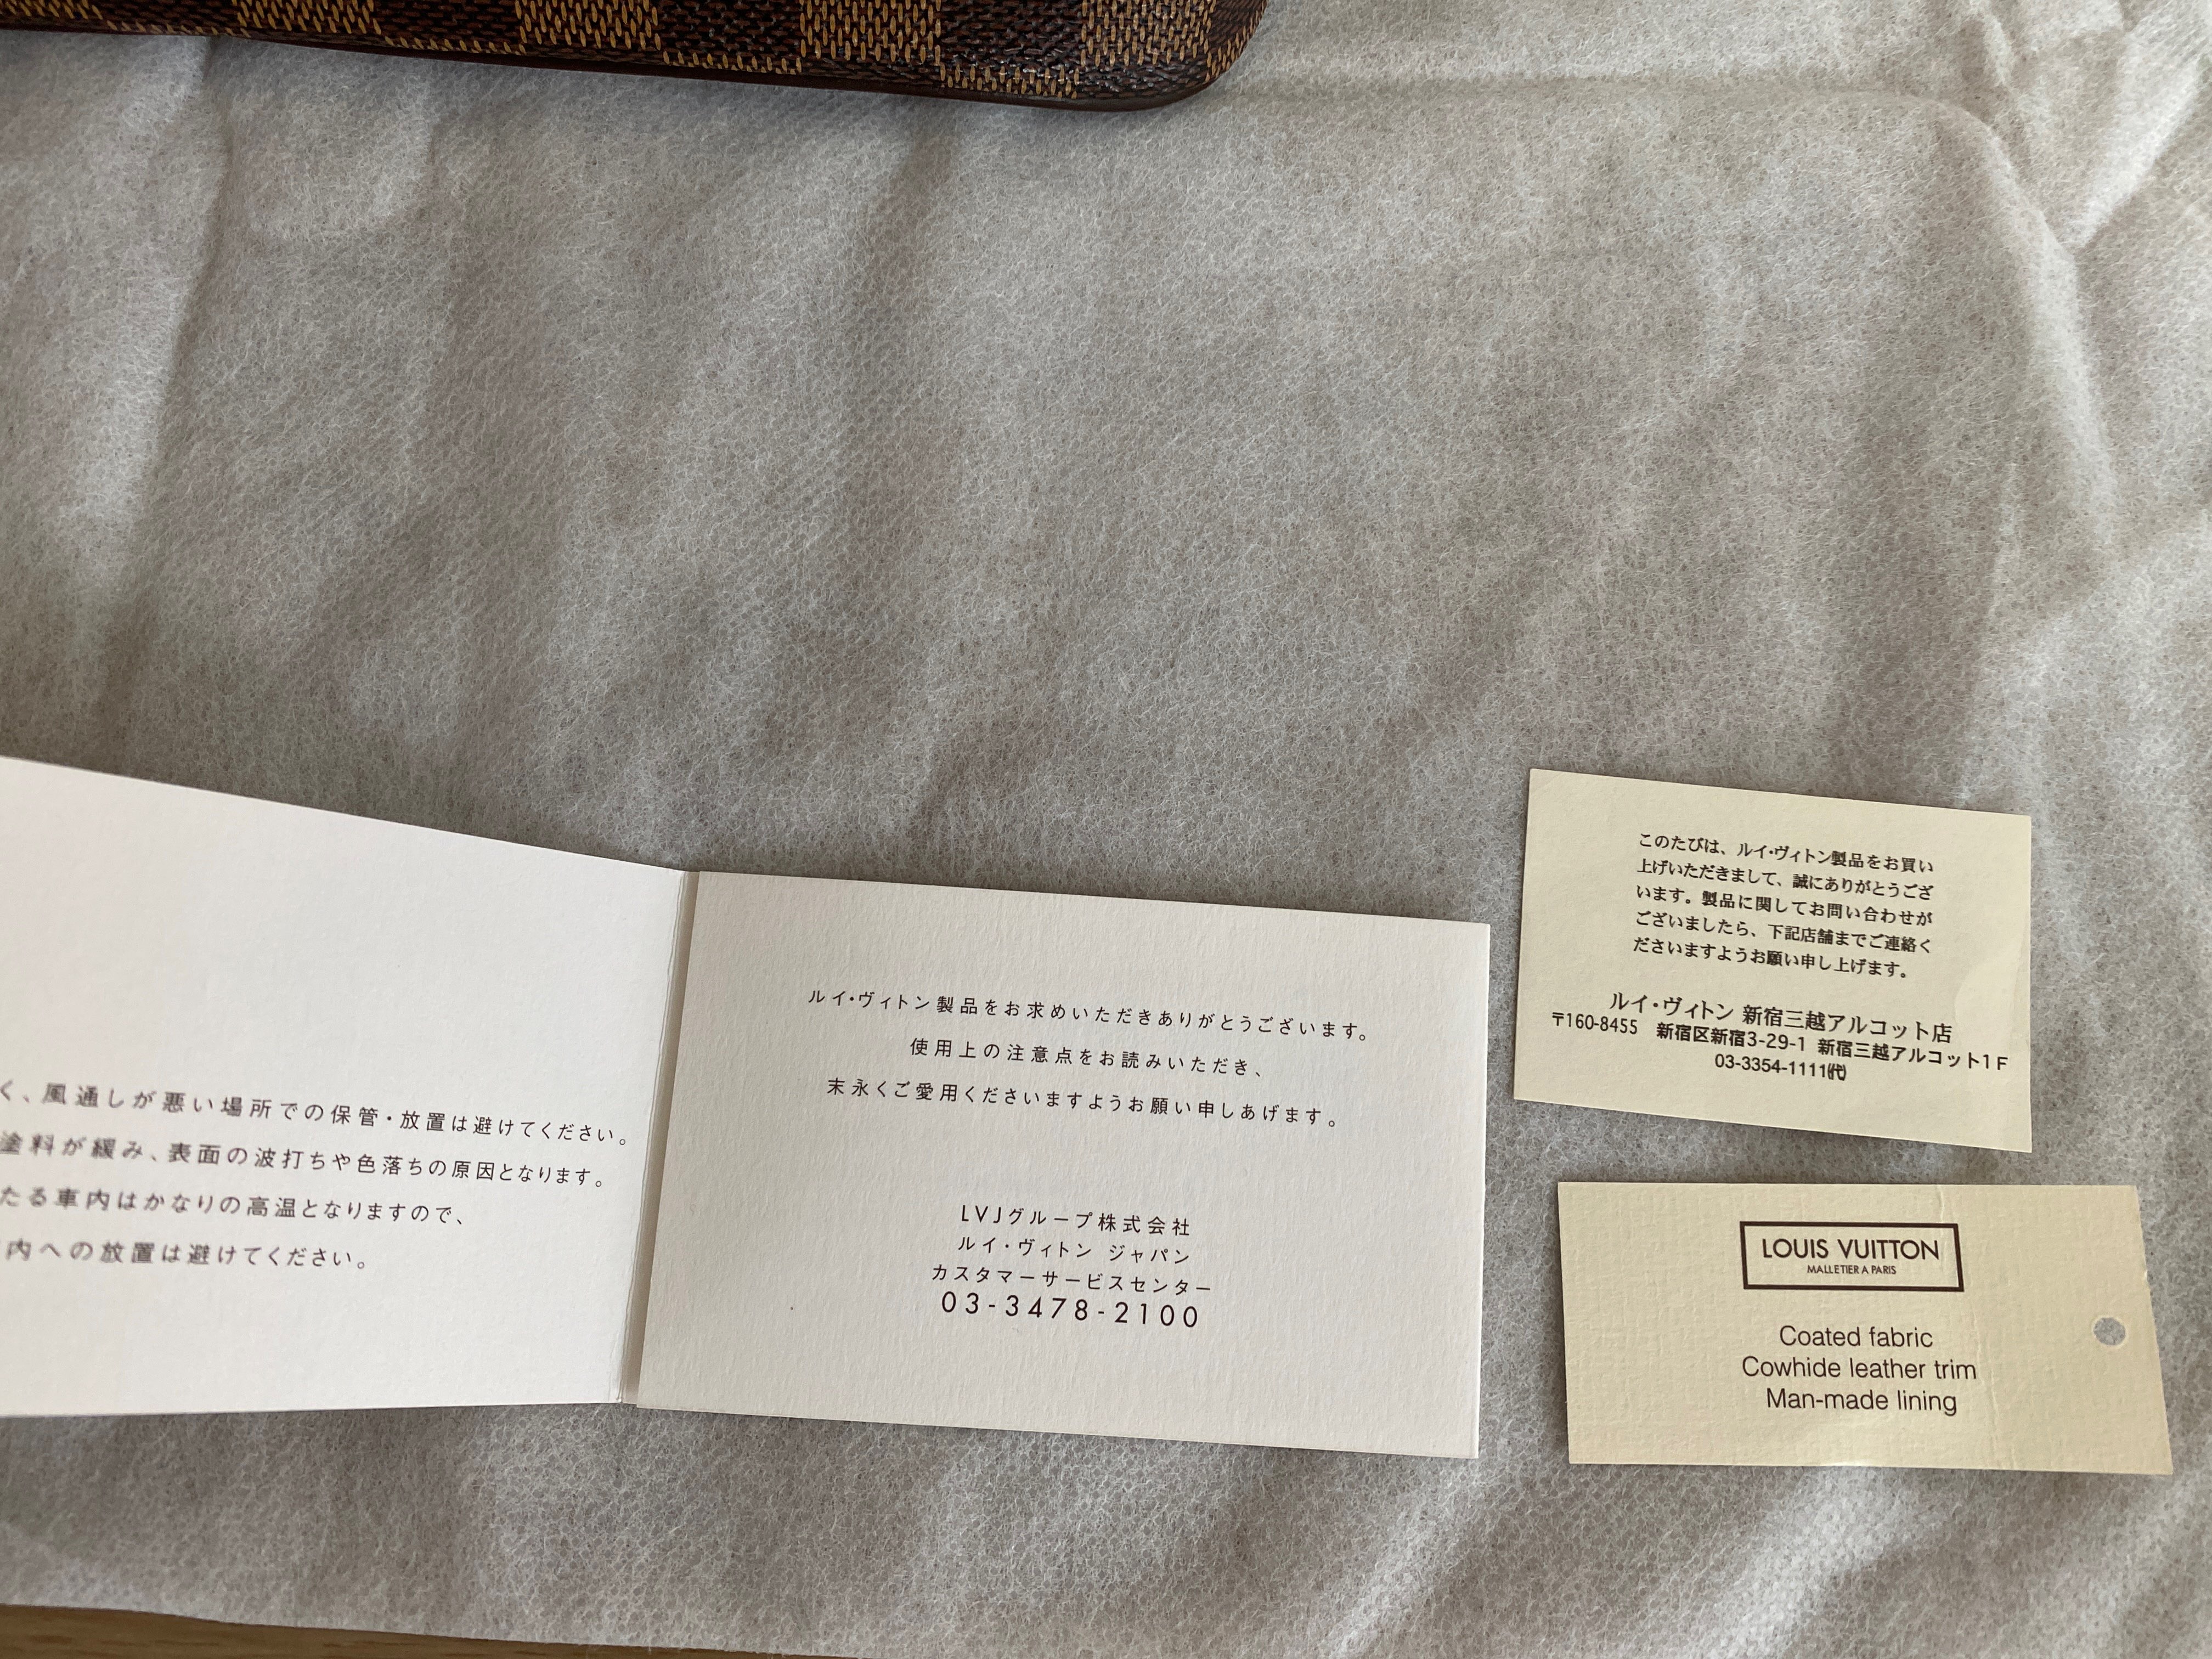 く、風通しが悪い場所での保管・放置は避けてください。
塗料が緩み、表面の波打ちや色落ちの原因となります。
たる車内はかなりの高温となりますので、
内への放置は避けてください。
ルイ・ヴィトン製品をお求めいただきありがとうございます。
使用上の注意点をお読みいただき、
末永くご愛用くださいますようお願い申しあげます。
LVJグループ株式会社
ルイ・ヴィトン ジャパン
カスタマーサービスセンター
03-3478-2100
このたびは、ルイ・ヴィトン製品をお買い
上げいただきまして、誠にありがとうござ
います。製品に関してお問い合わせが
ございましたら、下記店舗までご連絡く
ださいますようお願い申し上げます。
ルイ・ヴィトン 新宿三越アルコット店
〒160-8455 新宿区新宿3-29-1 新宿三越アルコット1F
03-3354-1111㈹
LOUIS VUITTON
MALLETIER A PARIS
Coated fabric
Cowhide leather trim
Man-made lining